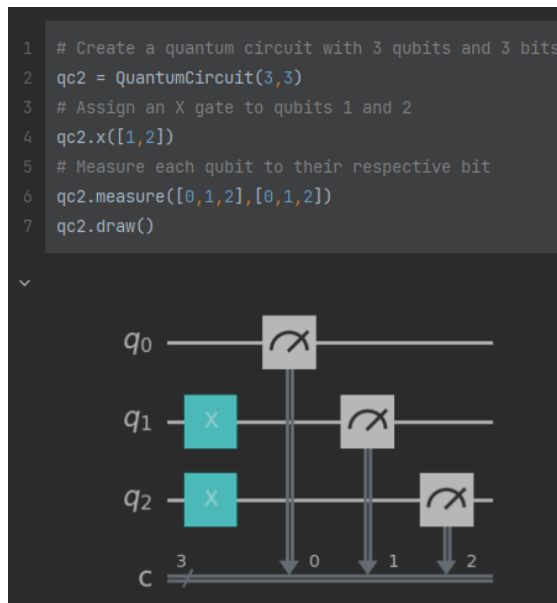 1 # Create a quantum circuit with 3 qubits and 3 bits
2 qc2 = QuantumCircuit(3,3)
3 # Assign an X gate to qubits 1 and 2
4 qc2.x([1,2])
5 # Measure each qubit to their respective bit
6 qc2.measure([0,1,2],[0,1,2])
7 qc2.draw()
q0
q1 X
q2 X
c 3 0 1 2